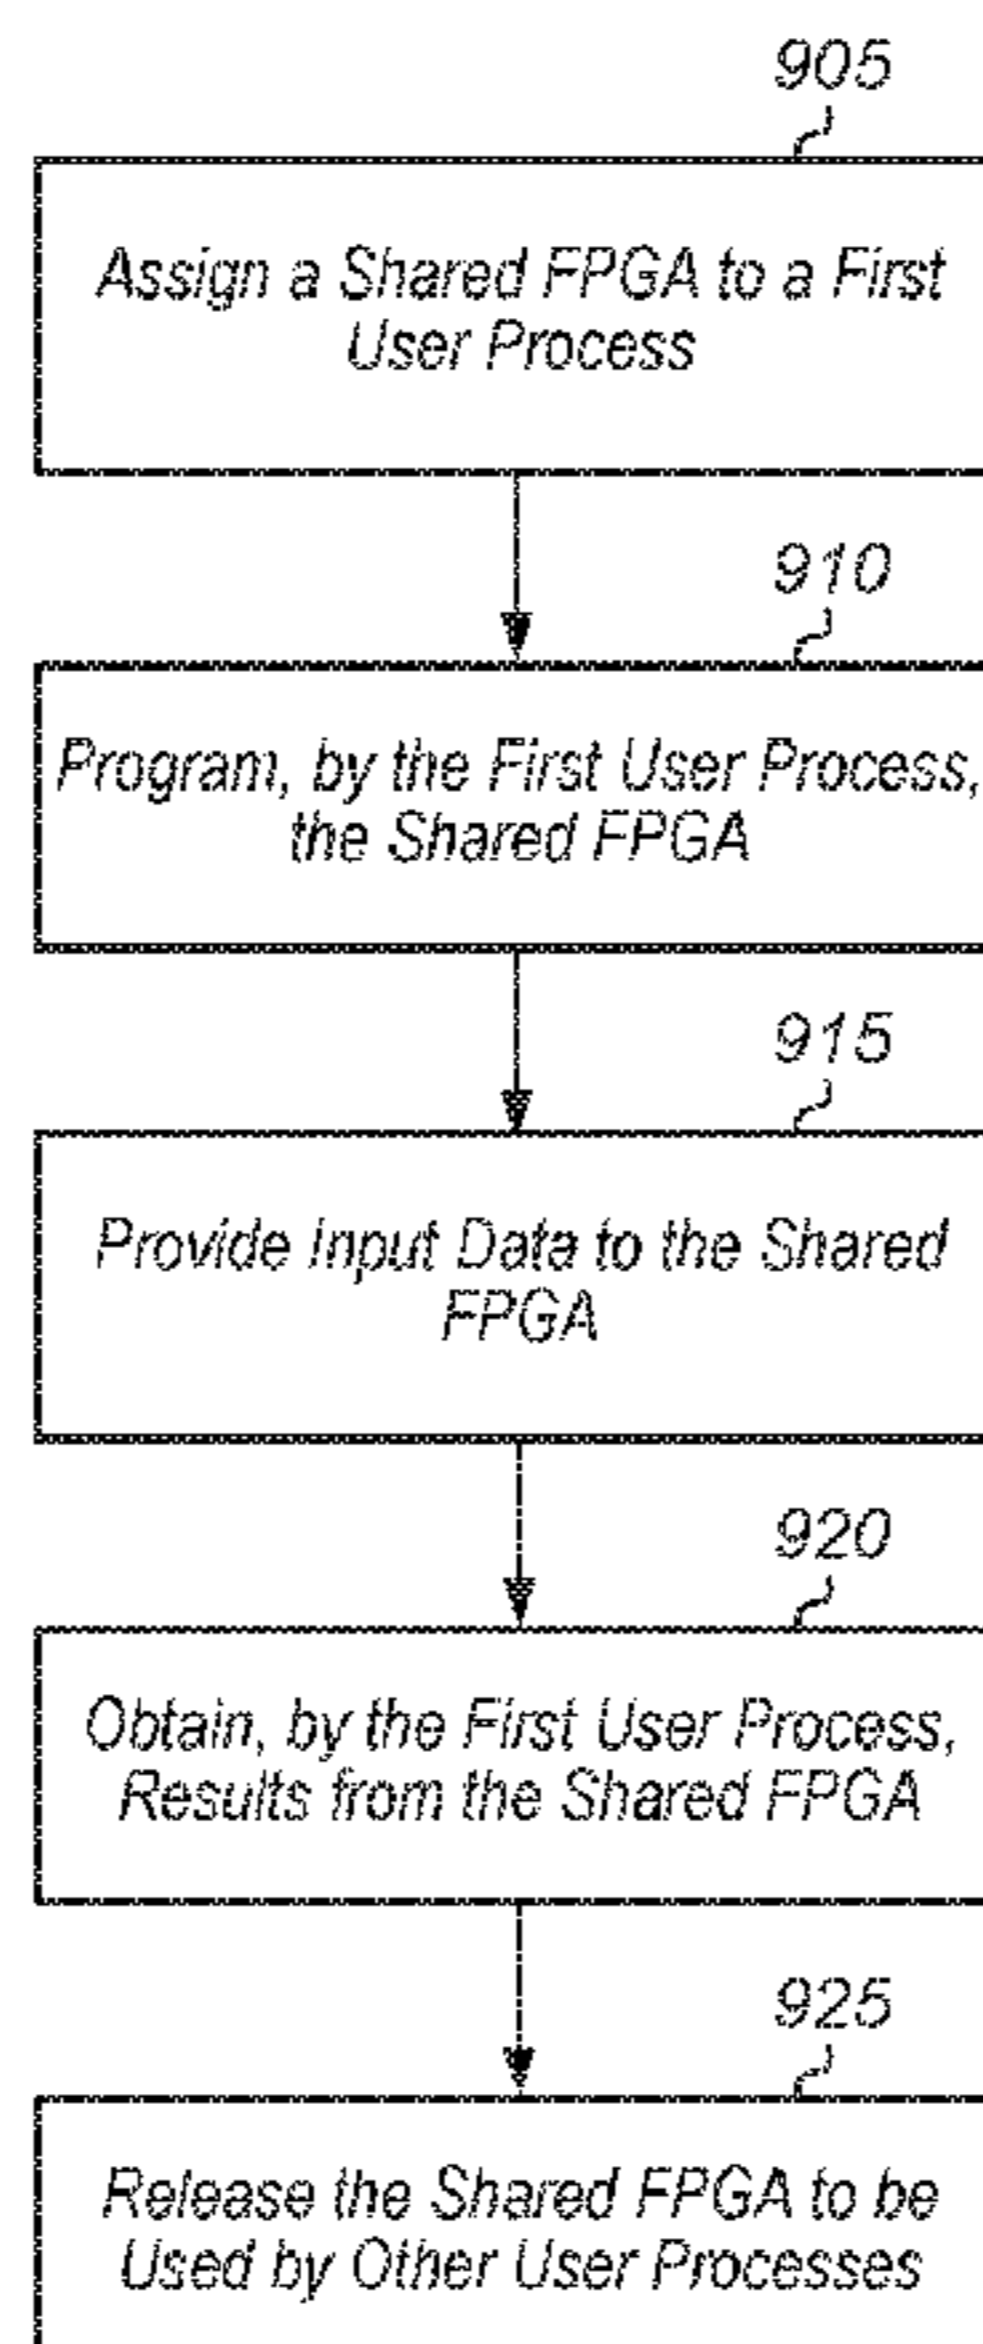 905
Assign a Shared FPGA to a First
User Process
910
Program, by the First User Process,
the Shared FPGA
915
Provide Input Data to the Shared
FPGA
920
Obtain, by the First User Process,
Results from the Shared FPGA
925
Release the Shared FPGA to be
Used by Other User Processes